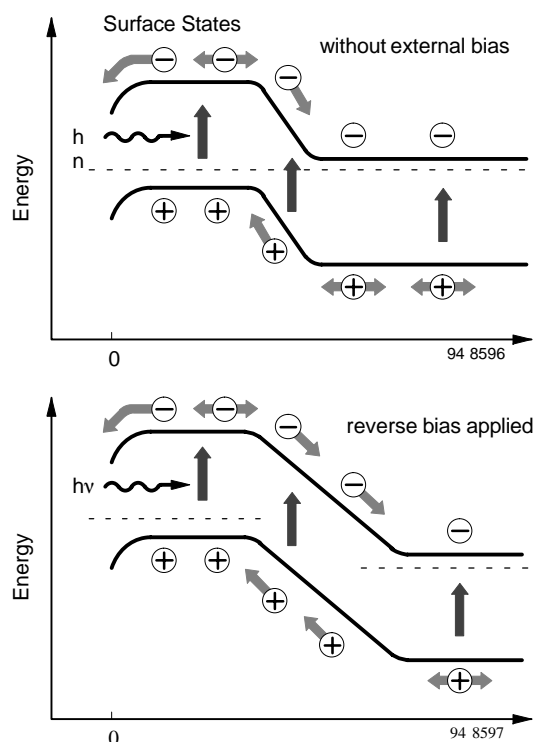 Surface States
without external bias
h
n
Energy
0
94 8596
reverse bias applied
hν
Energy
0
94 8597